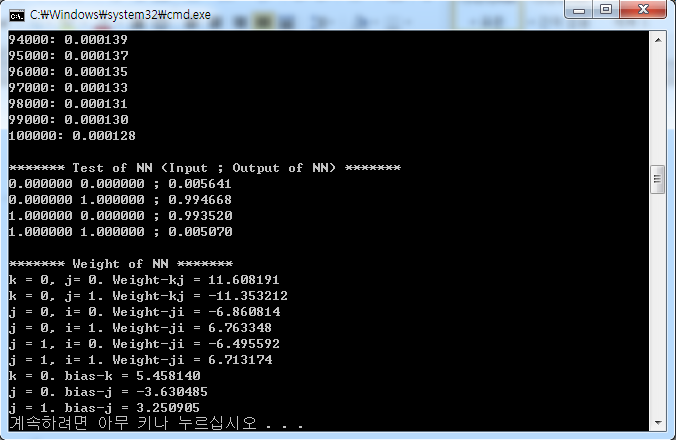 C:\Windows\system32\cmd.exe
94000: 0.000139
95000: 0.000137
96000: 0.000135
97000: 0.000133
98000: 0.000131
99000: 0.000130
100000: 0.000128
******* Test of NN (Input ; Output of NN) *******
0.000000 0.000000 ; 0.005641
0.000000 1.000000 ; 0.994668
1.000000 0.000000 ; 0.993520
1.000000 1.000000 ; 0.005070
******* Weight of NN *******
k = 0, j= 0. Weight-kj = 11.608191
k = 0, j= 1. Weight-kj = -11.353212
j = 0, i= 0. Weight-ji = -6.860814
j = 0, i= 1. Weight-ji = 6.763348
j = 1, i= 0. Weight-ji = -6.495592
j = 1, i= 1. Weight-ji = 6.713174
k = 0. bias-k = 5.458140
j = 0. bias-j = -3.630485
j = 1. bias-j = 3.250905
계속하려면 아무 키나 누르십시오 . . .